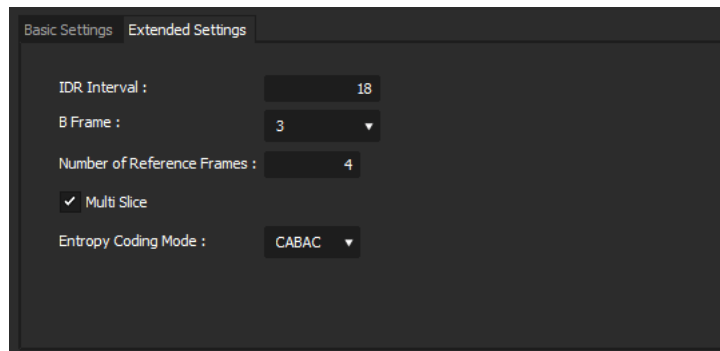 Basic Settings Extended Settings
IDR Interval : 18
B Frame : 3
Number of Reference Frames : 4
Multi Slice
Entropy Coding Mode : CABAC